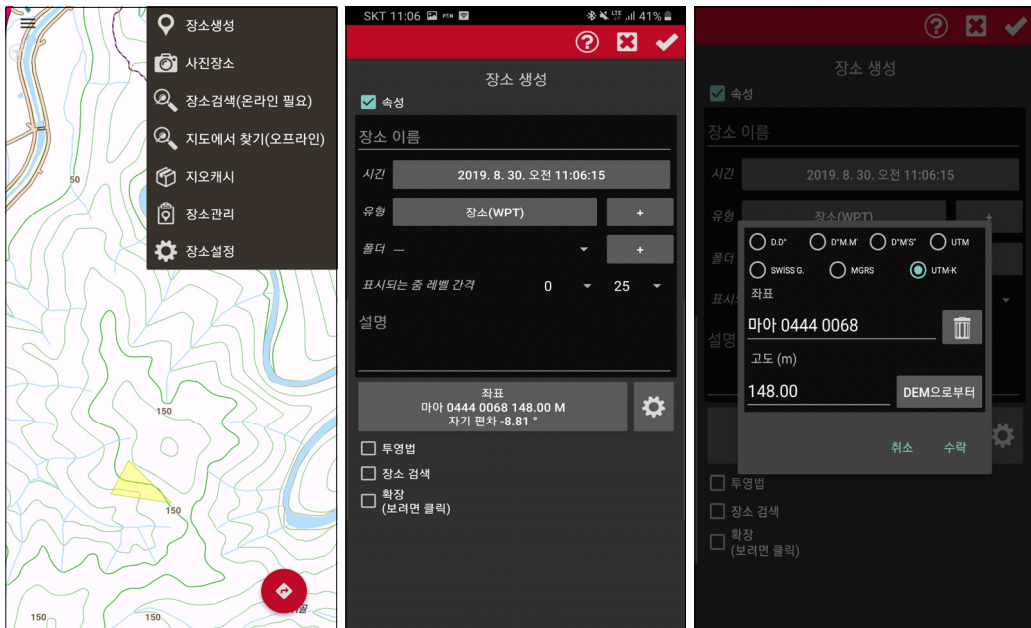 장소생성
사진장소
장소검색(온라인 필요)
지도에서 찾기(오프라인)
지오캐시
장소관리
장소설정
50
150
150
150
150
SKT 11:06
41%
LTE
장소 생성
속성
장소 이름
시간
2019. 8. 30. 오전 11:06:15
유형
장소(WPT)
+
폴더 ---
+
표시되는 줌 레벨 간격
0
25
설명
좌표
마아 0444 0068 148.00 M
자기 편차 -8.81 °
투영법
장소 검색
확장
(보려면 클릭)
장소 생성
속성
장소 이름
시간
2019. 8. 30. 오전 11:06:15
유형
장소(WPT)
+
폴더
표시
설명
D.D°
D°M.M'
D°M'S"
UTM
SWISS G.
MGRS
UTM-K
좌표
마아 0444 0068
고도 (m)
148.00
DEM으로부터
취소
수락
투영법
장소 검색
확장
(보려면 클릭)